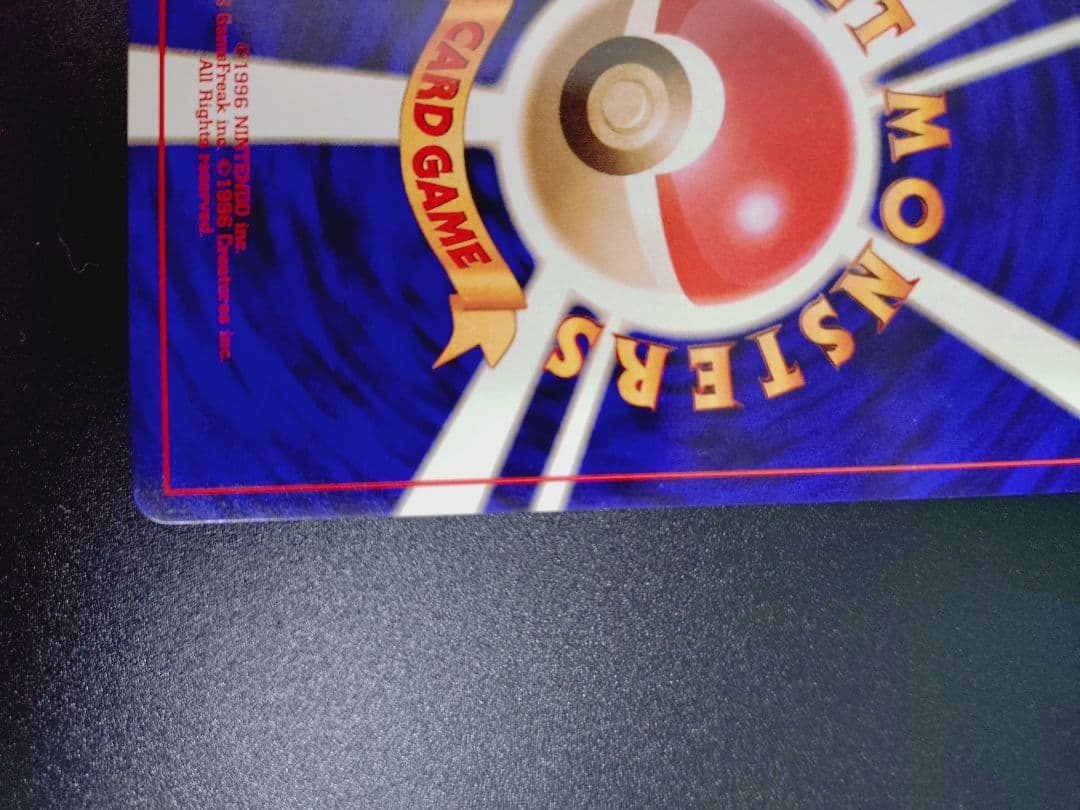 MONSTERS
CARD GAME
©1996 NINTENDO inc.
GameFreak inc. ©1996 Creatures inc.
All Rights reserved.